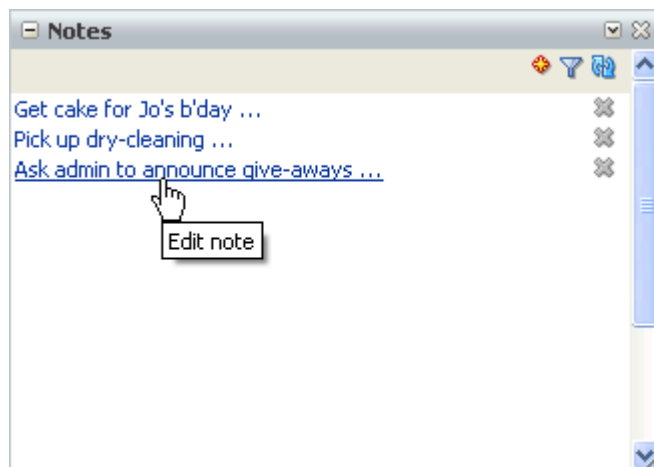 Notes
Get cake for Jo's b'day ...
Pick up dry-cleaning ...
Ask admin to announce give-aways ...
Edit note